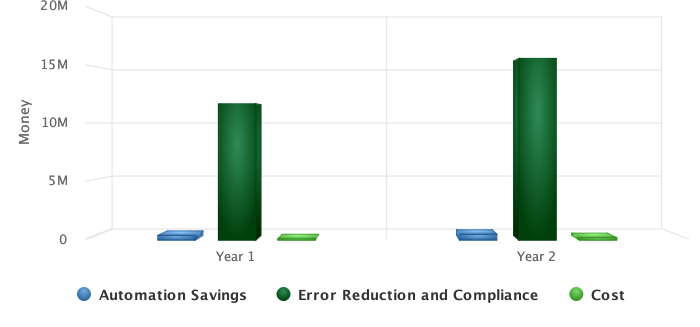 20M
15M
10M
5M
0
Money
Year 1
Year 2
Automation Savings
Error Reduction and Compliance
Cost